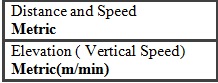 Distance and Speed
Metric
Elevation ( Vertical Speed)
Metric(m/min)